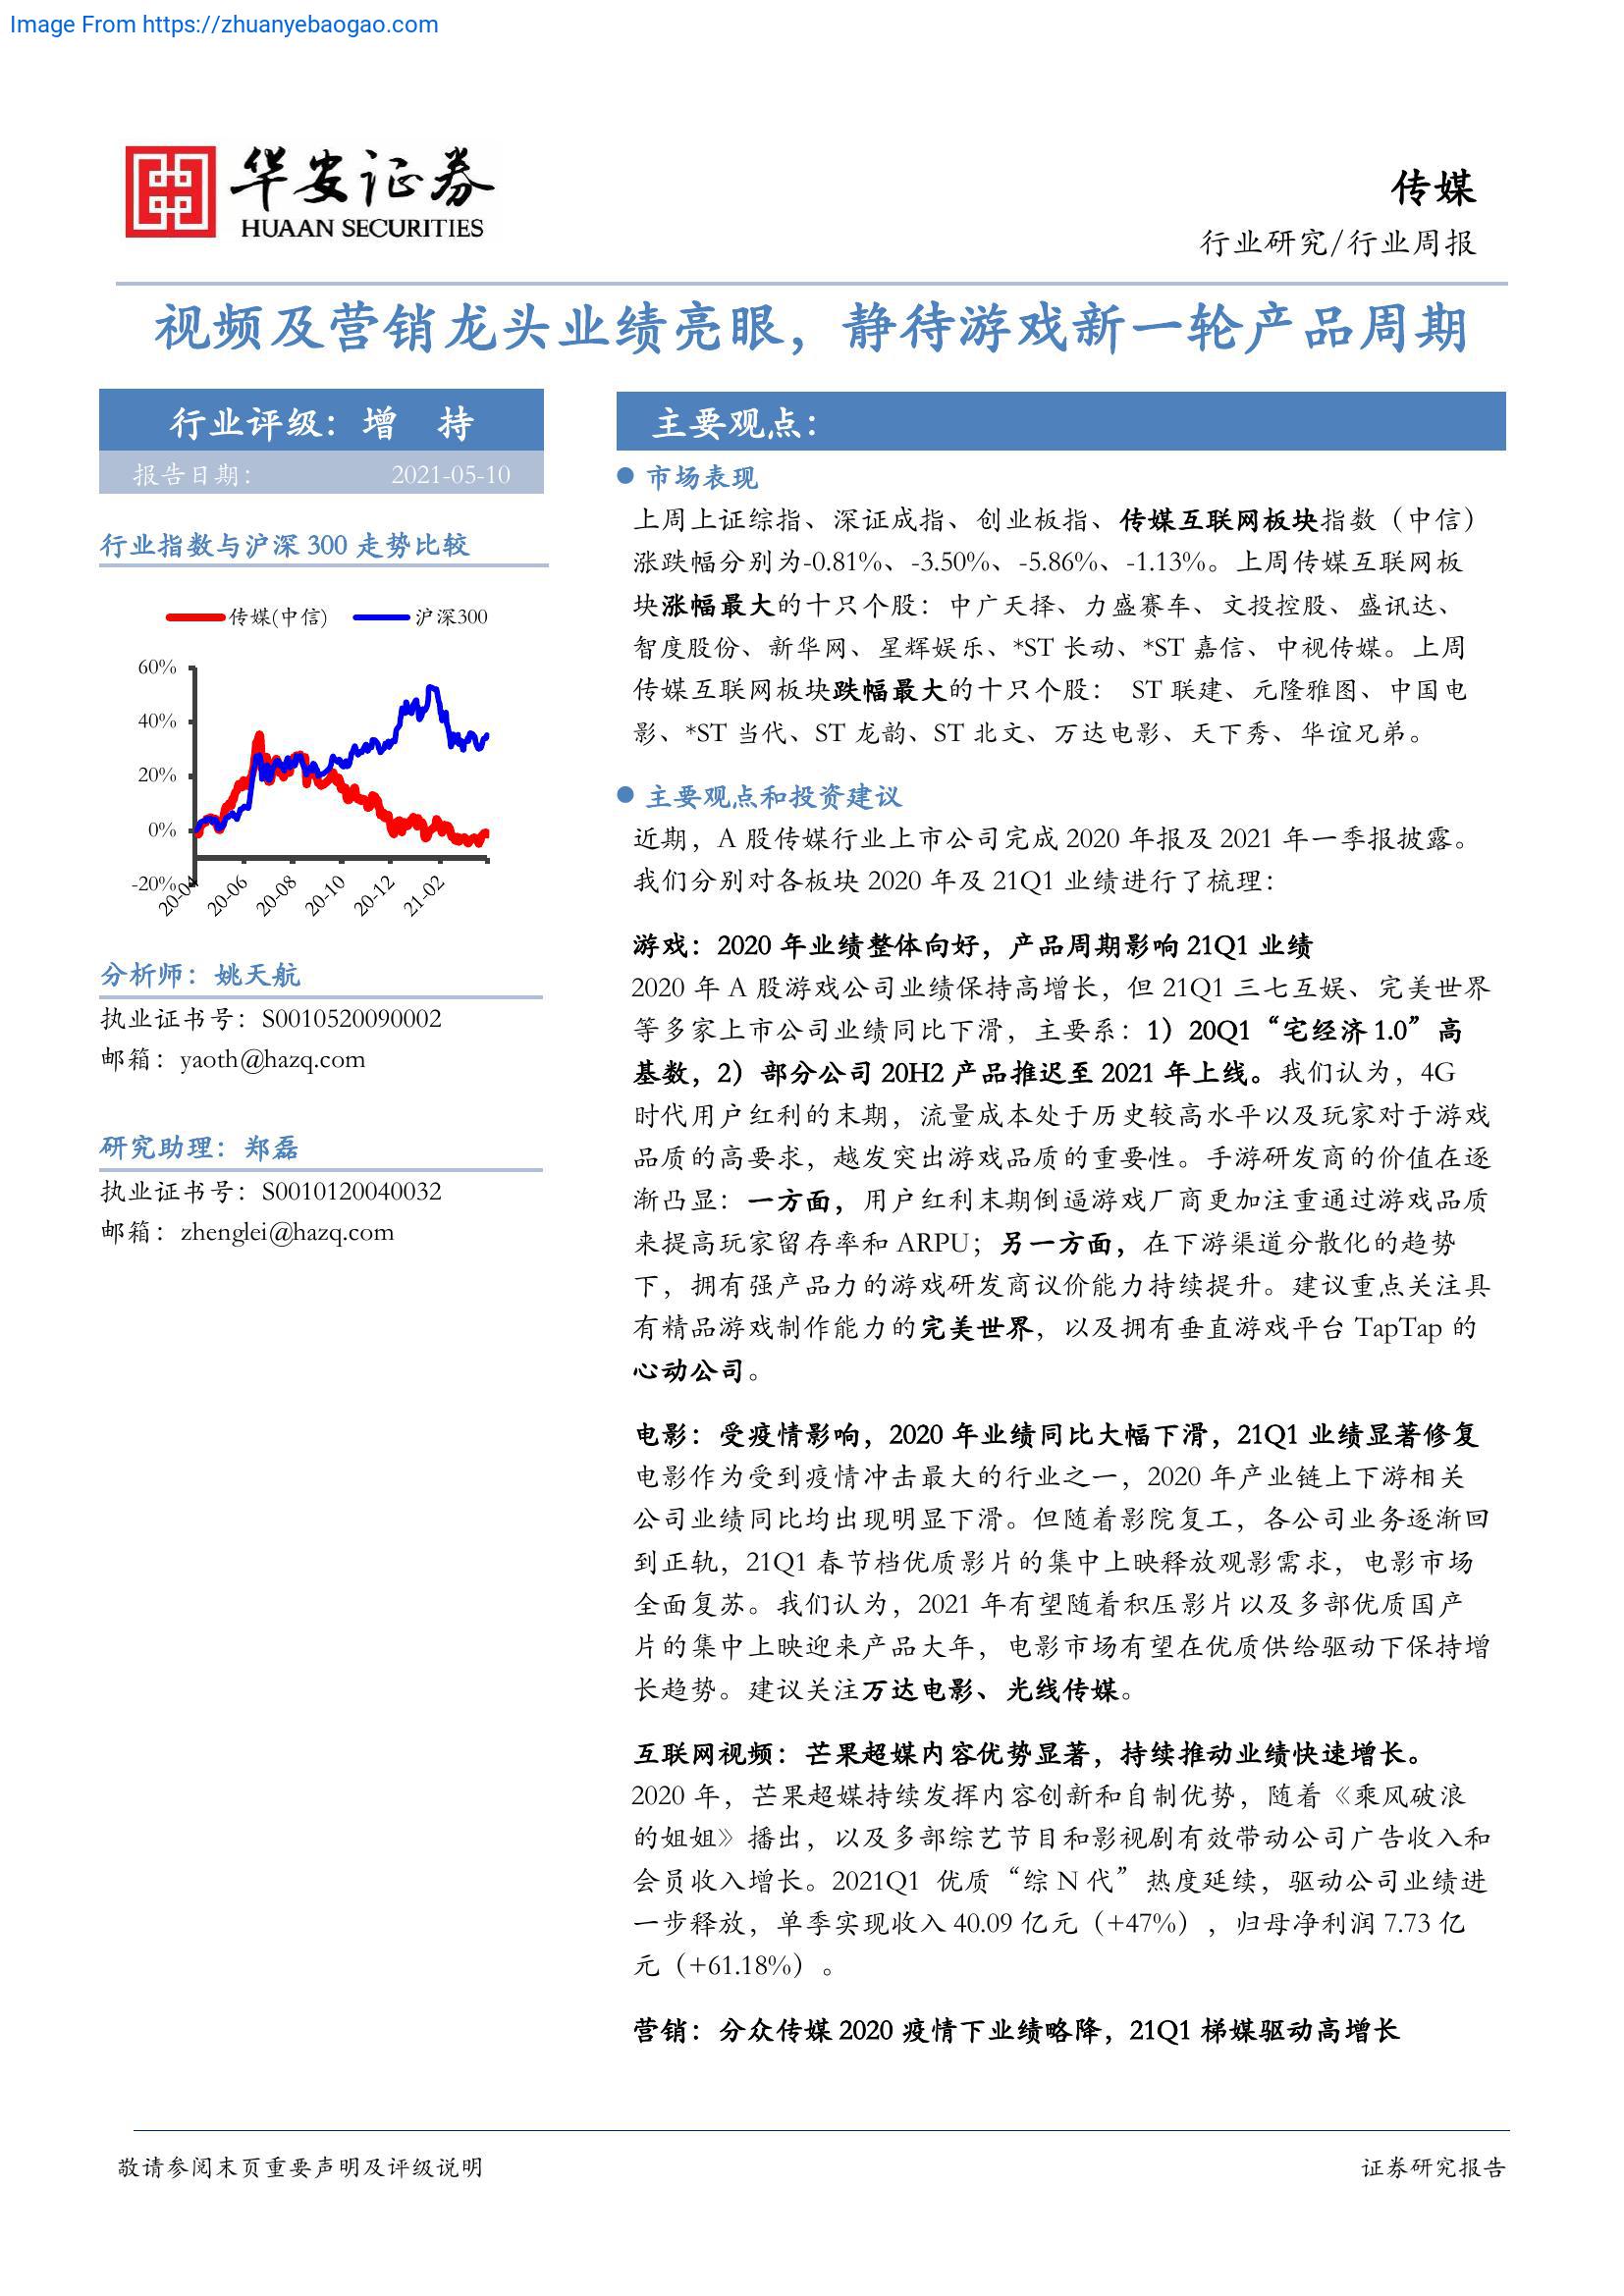 Image From https://zhuanyebaogao.com
华安证券
HUAAN SECURITIES
传媒
行业研究/行业周报
视频及营销龙头业绩亮眼，静待游戏新一轮产品周期
行业评级：增 持
报告日期： 2021-05-10
行业指数与沪深 300 走势比较
传媒(中信) 沪深300
60%
40%
20%
0%
-20%
20-04 20-06 20-08 20-10 20-12 21-02
分析师：姚天航
执业证书号：S0010520090002
邮箱：yaoth@hazq.com
研究助理：郑磊
执业证书号：S0010120040032
邮箱：zhenglei@hazq.com
主要观点：
市场表现
上周上证综指、深证成指、创业板指、传媒互联网板块指数（中信）
涨跌幅分别为-0.81%、-3.50%、-5.86%、-1.13%。上周传媒互联网板
块涨幅最大的十只个股：中广天择、力盛赛车、文投控股、盛讯达、
智度股份、新华网、星辉娱乐、*ST 长动、*ST 嘉信、中视传媒。上周
传媒互联网板块跌幅最大的十只个股： ST 联建、元隆雅图、中国电
影、*ST 当代、ST 龙韵、ST 北文、万达电影、天下秀、华谊兄弟。
主要观点和投资建议
近期，A 股传媒行业上市公司完成 2020 年报及 2021 年一季报披露。
我们分别对各板块 2020 年及 21Q1 业绩进行了梳理：
游戏：2020 年业绩整体向好，产品周期影响 21Q1 业绩
2020 年 A 股游戏公司业绩保持高增长，但 21Q1 三七互娱、完美世界
等多家上市公司业绩同比下滑，主要系：1）20Q1“宅经济 1.0”高
基数，2）部分公司 20H2 产品推迟至 2021 年上线。我们认为，4G
时代用户红利的末期，流量成本处于历史较高水平以及玩家对于游戏
品质的高要求，越发突出游戏品质的重要性。手游研发商的价值在逐
渐凸显：一方面，用户红利末期倒逼游戏厂商更加注重通过游戏品质
来提高玩家留存率和 ARPU；另一方面，在下游渠道分散化的趋势
下，拥有强产品力的游戏研发商议价能力持续提升。建议重点关注具
有精品游戏制作能力的完美世界，以及拥有垂直游戏平台 TapTap 的
心动公司。
电影：受疫情影响，2020 年业绩同比大幅下滑，21Q1 业绩显著修复
电影作为受到疫情冲击最大的行业之一，2020 年产业链上下游相关
公司业绩同比均出现明显下滑。但随着影院复工，各公司业务逐渐回
到正轨，21Q1 春节档优质影片的集中上映释放观影需求，电影市场
全面复苏。我们认为，2021 年有望随着积压影片以及多部优质国产
片的集中上映迎来产品大年，电影市场有望在优质供给驱动下保持增
长趋势。建议关注万达电影、光线传媒。
互联网视频：芒果超媒内容优势显著，持续推动业绩快速增长。
2020 年，芒果超媒持续发挥内容创新和自制优势，随着《乘风破浪
的姐姐》播出，以及多部综艺节目和影视剧有效带动公司广告收入和
会员收入增长。2021Q1 优质“综 N 代”热度延续，驱动公司业绩进
一步释放，单季实现收入 40.09 亿元（+47%），归母净利润 7.73 亿
元（+61.18%）。
营销：分众传媒 2020 疫情下业绩略降，21Q1 梯媒驱动高增长
敬请参阅末页重要声明及评级说明
证券研究报告